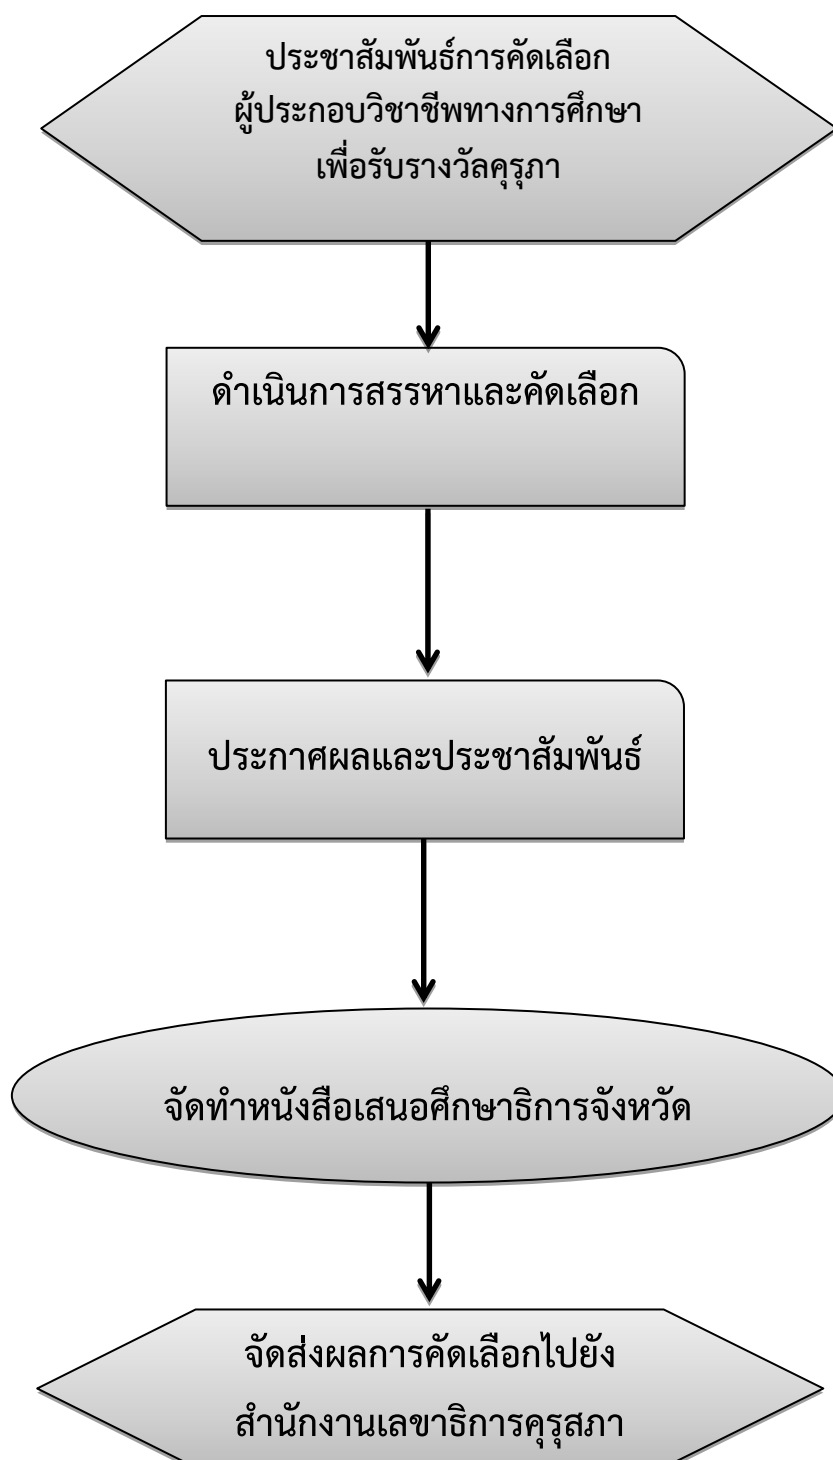 ประชาสัมพันธ์การคัดเลือก
ผู้ประกอบวิชาชีพทางการศึกษา
เพื่อรับรางวัลคุรุภา
ดำเนินการสรรหาและคัดเลือก
ประกาศผลและประชาสัมพันธ์
จัดทำหนังสือเสนอศึกษาธิการจังหวัด
จัดส่งผลการคัดเลือกไปยัง
สำนักงานเลขาธิการคุรุสภา